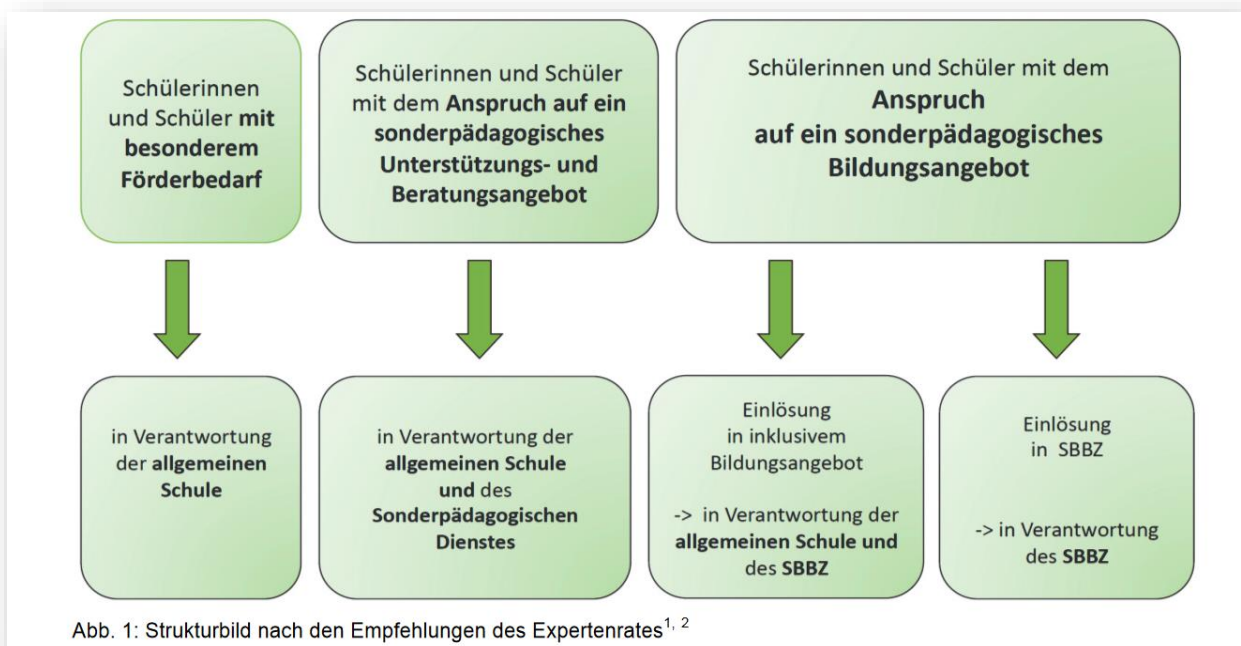 Schülerinnen
und Schüler mit
besonderem
Förderbedarf
Schülerinnen und Schüler
mit dem Anspruch auf ein
sonderpädagogisches
Unterstützungs- und
Beratungsangebot
Schülerinnen und Schüler mit dem
Anspruch
auf ein sonderpädagogisches
Bildungsangebot
in Verantwortung
der allgemeinen
Schule
in Verantwortung der
allgemeinen Schule
und des
Sonderpädagogischen
Dienstes
Einlösung
in inklusivem
Bildungsangebot
-> in Verantwortung der
allgemeinen Schule und
des SBBZ
Einlösung
in SBBZ
-> in Verantwortung
des SBBZ
Abb. 1: Strukturbild nach den Empfehlungen des Expertenrates1, 2